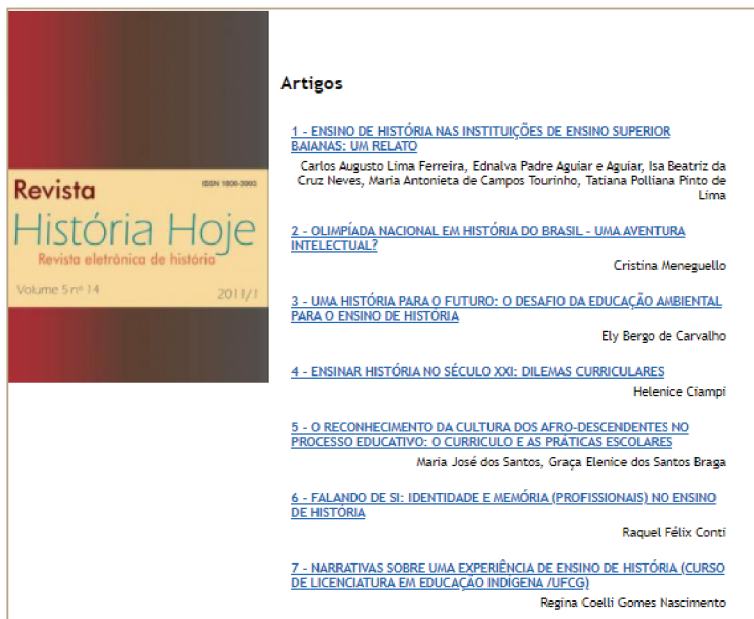 Revista
ISSN 1806-3993
História Hoje
Revista eletrônica de história
Volume 5 nº 14
2011/1
Artigos
1 - ENSINO DE HISTÓRIA NAS INSTITUIÇÕES DE ENSINO SUPERIOR
BAIANAS: UM RELATO
Carlos Augusto Lima Ferreira, Ednalva Padre Aguiar e Aguiar, Isa Beatriz da
Cruz Neves, Maria Antonieta de Campos Tourinho, Tatiana Polliana Pinto de
Lima
2 - OLIMPÍADA NACIONAL EM HISTÓRIA DO BRASIL - UMA AVENTURA
INTELECTUAL?
Cristina Meneguello
3 - UMA HISTÓRIA PARA O FUTURO: O DESAFIO DA EDUCAÇÃO AMBIENTAL
PARA O ENSINO DE HISTÓRIA
Ely Bergo de Carvalho
4 - ENSINAR HISTÓRIA NO SÉCULO XXI: DILEMAS CURRICULARES
Helenice Ciampi
5 - O RECONHECIMENTO DA CULTURA DOS AFRO-DESCENDENTES NO
PROCESSO EDUCATIVO: O CURRICULO E AS PRÁTICAS ESCOLARES
Maria José dos Santos, Graça Elenice dos Santos Braga
6 - FALANDO DE SI: IDENTIDADE E MEMÓRIA (PROFISSIONAIS) NO ENSINO
DE HISTÓRIA
Raquel Félix Conti
7 - NARRATIVAS SOBRE UMA EXPERIÊNCIA DE ENSINO DE HISTÓRIA (CURSO
DE LICENCIATURA EM EDUCAÇÃO INDÍGENA /UFCG)
Regina Coelli Gomes Nascimento